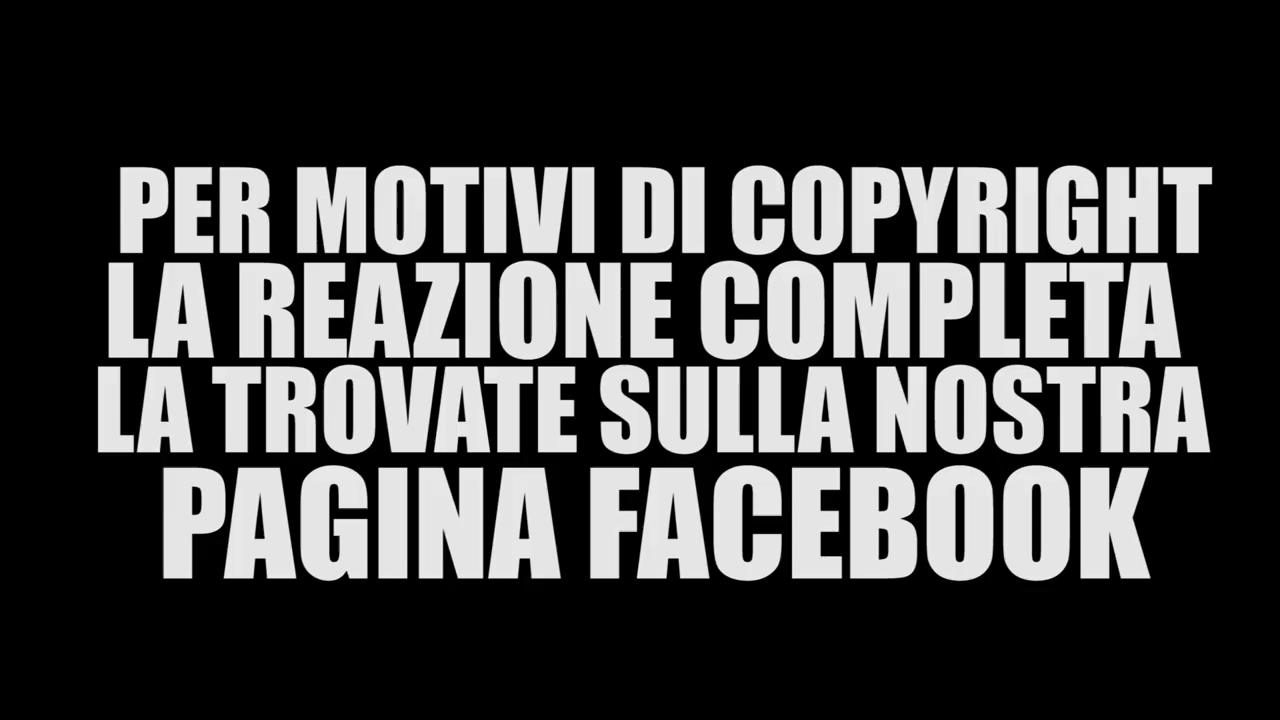 PER MOTIVI DI COPYRIGHT
LA REAZIONE COMPLETA
LA TROVATE SULLA NOSTRA
PAGINA FACEBOOK